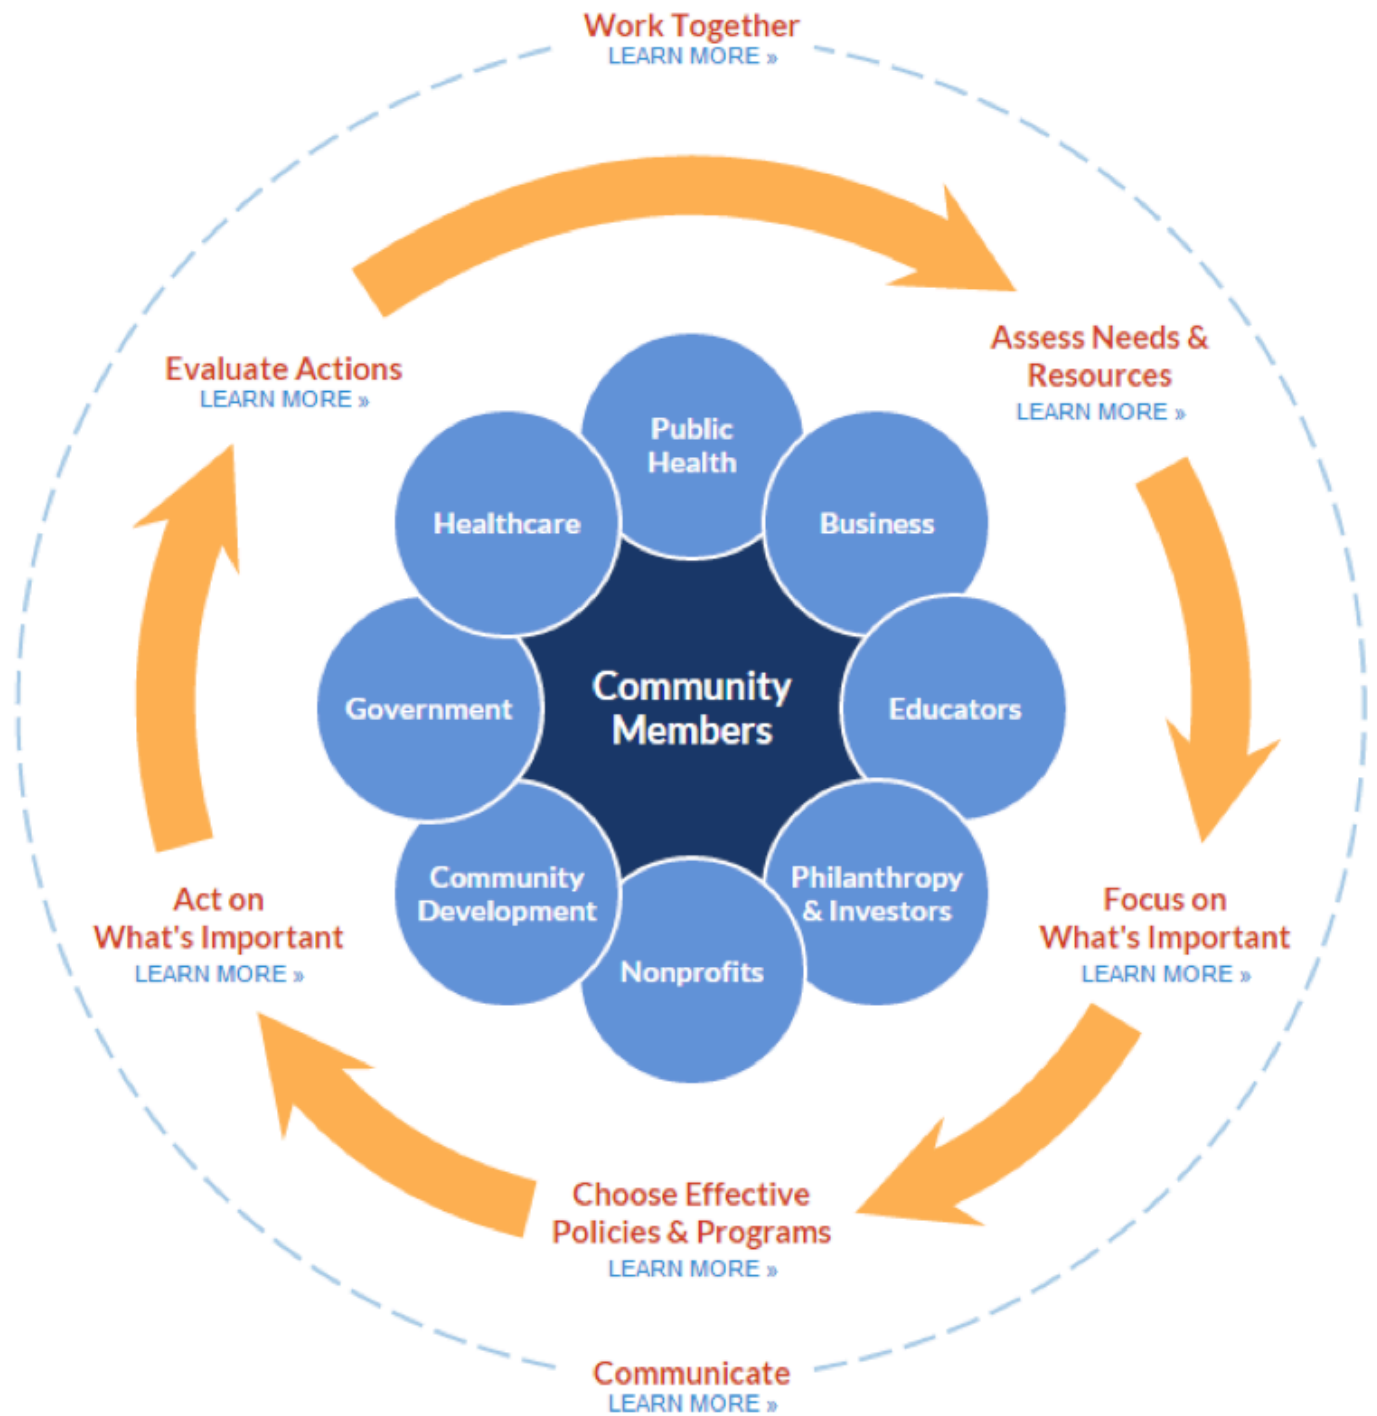 Work Together
LEARN MORE »
Assess Needs &
Resources
LEARN MORE »
Evaluate Actions
LEARN MORE »
Public
Health
Healthcare
Business
Community
Members
Government
Educators
Community
Development
Philanthropy
& Investors
Nonprofits
Act on
What's Important
LEARN MORE »
Focus on
What's Important
LEARN MORE »
Choose Effective
Policies & Programs
LEARN MORE »
Communicate
LEARN MORE »